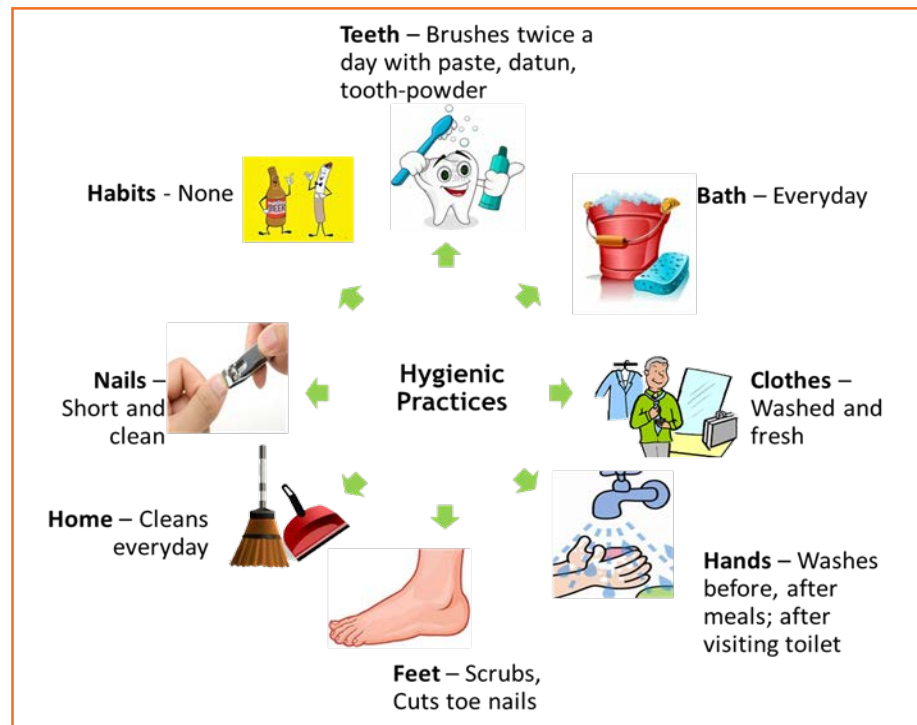 Teeth – Brushes twice a
day with paste, datun,
tooth-powder
Habits - None
BEER
Bath – Everyday
Nails –
Short and
clean
Hygienic
Practices
Clothes –
Washed and
fresh
Home – Cleans
everyday
Hands – Washes
before, after
meals; after
visiting toilet
Feet – Scrubs,
Cuts toe nails